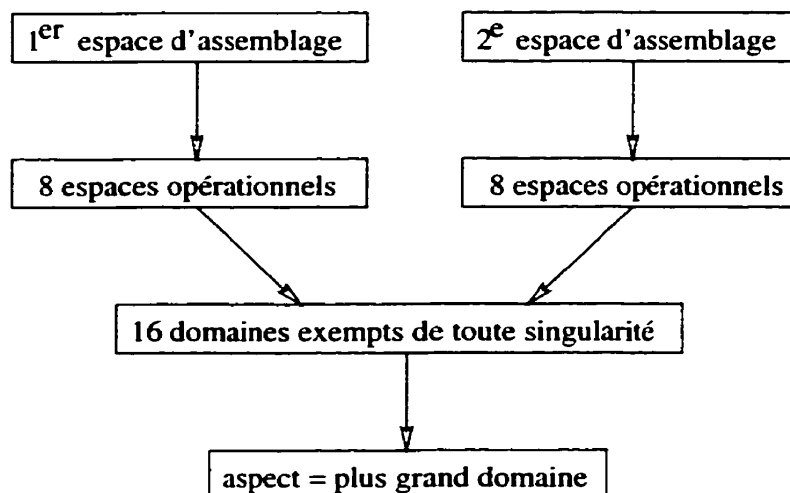 1er espace d'assemblage
2e espace d'assemblage
8 espaces opérationnels
8 espaces opérationnels
16 domaines exempts de toute singularité
aspect = plus grand domaine